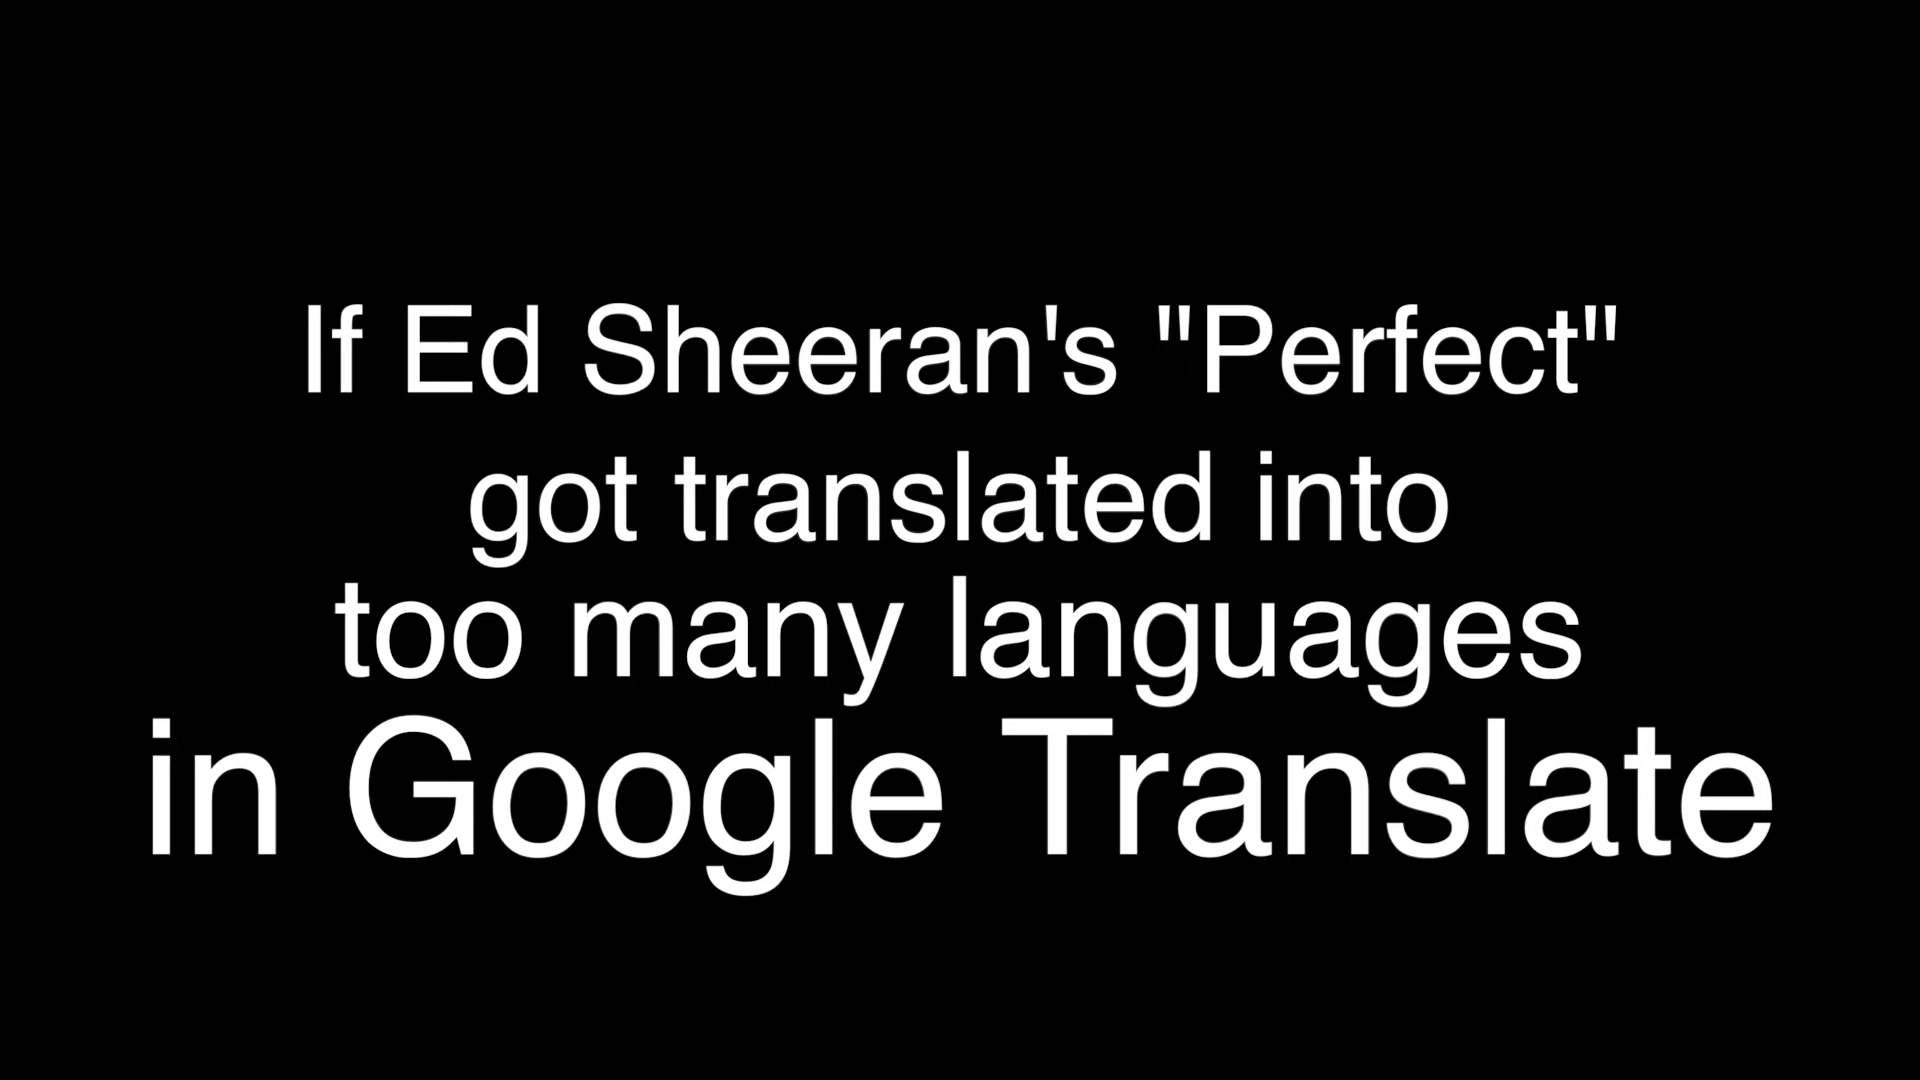 If Ed Sheeran's "Perfect"
got translated into
too many languages
in Google Translate